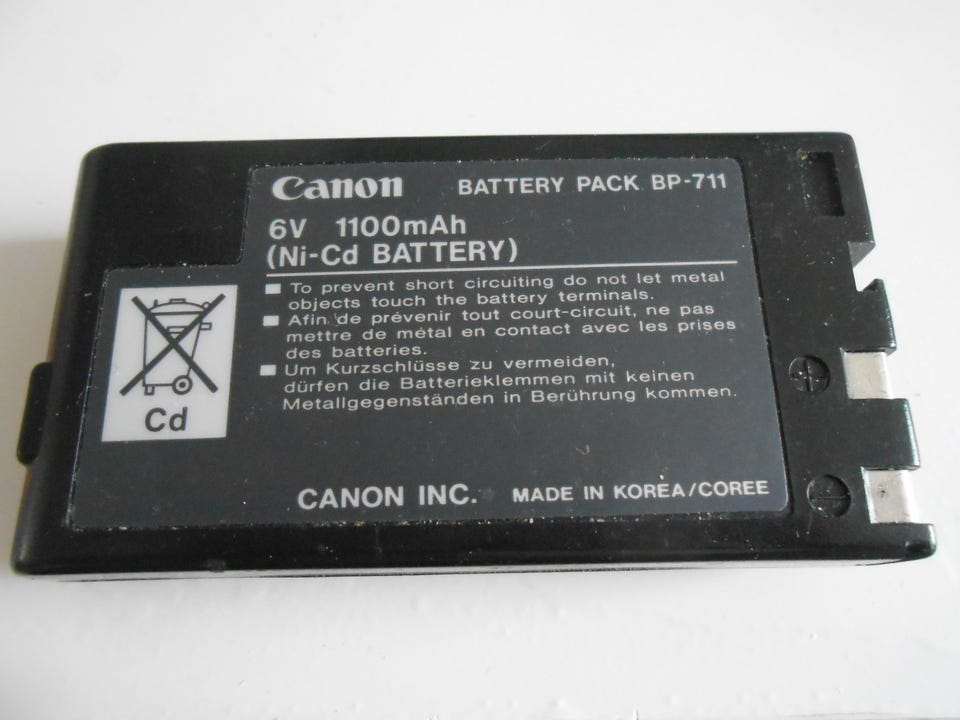 Canon BATTERY PACK BP-711
6V 1100mAh
(Ni-Cd BATTERY)
To prevent short circuiting do not let metal
objects touch the battery terminals.
Afin de prévenir tout court-circuit, ne pas
mettre de métal en contact avec les prises
des batteries.
Um Kurzschlüsse zu vermeiden,
dürfen die Batterieklemmen mit keinen
Metallgegenständen in Berührung kommen.
Cd
CANON INC. MADE IN KOREA/COREE